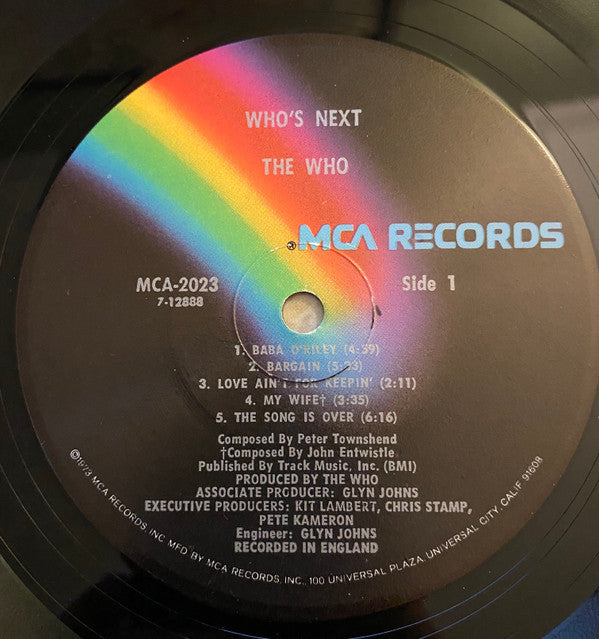 WHO'S NEXT
THE WHO
®MCA RECORDS
MCA-2023
7-12888
Side 1
1. BABA O'RILEY (4:59)
2. BARGAIN (5:33)
3. LOVE AIN'T FOR KEEPIN' (2:11)
4. MY WIFE† (3:35)
5. THE SONG IS OVER (6:16)
Composed By Peter Townshend
†Composed By John Entwistle
Published By Track Music, Inc. (BMI)
PRODUCED BY THE WHO
ASSOCIATE PRODUCER: GLYN JOHNS
EXECUTIVE PRODUCERS: KIT LAMBERT, CHRIS STAMP,
PETE KAMERON
Engineer: GLYN JOHNS
RECORDED IN ENGLAND
©1973 MCA RECORDS INC MFD BY MCA RECORDS, INC., 100 UNIVERSAL PLAZA, UNIVERSAL CITY, CALIF. 91608